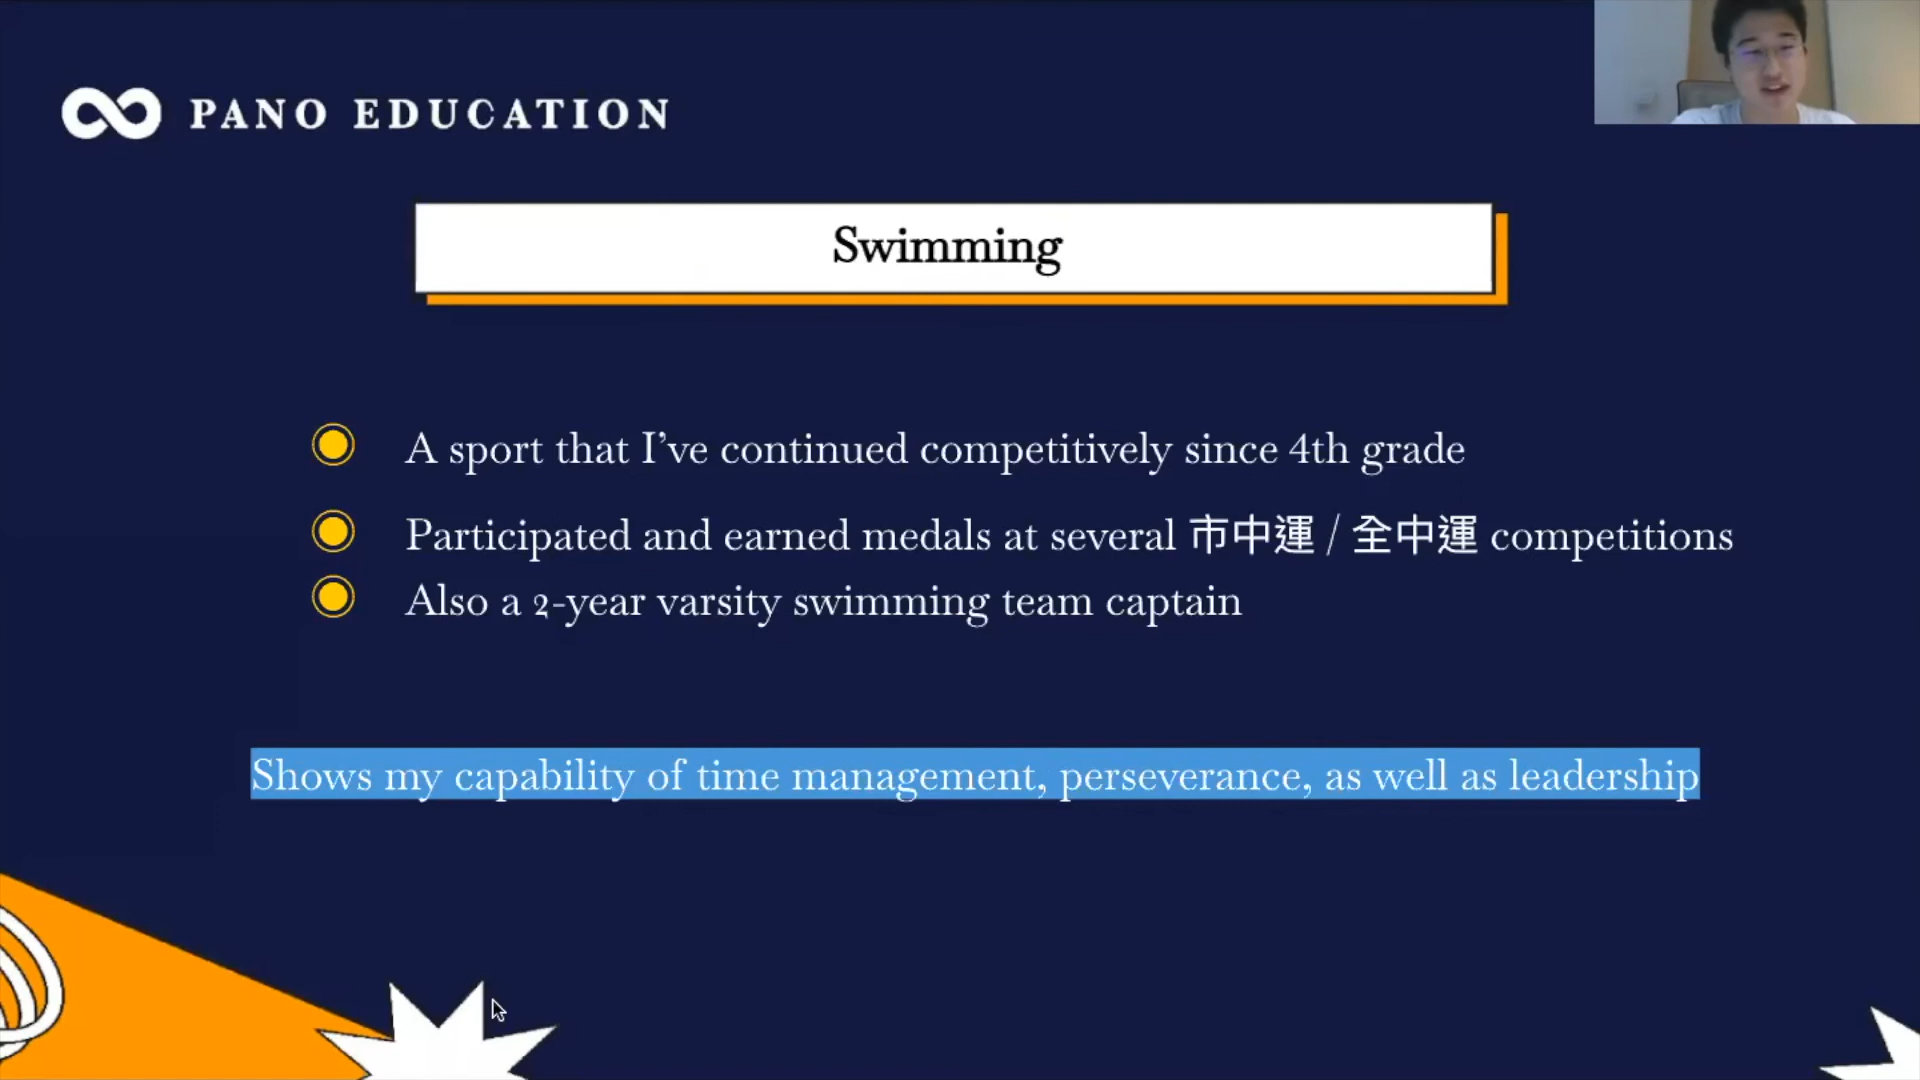 PANO EDUCATION
Swimming
A sport that I’ve continued competitively since 4th grade
Participated and earned medals at several 市中運 / 全中運 competitions
Also a 2-year varsity swimming team captain
Shows my capability of time management, perseverance, as well as leadership